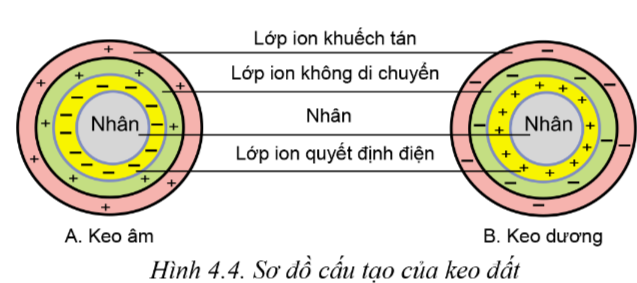 Lớp ion khuếch tán
Lớp ion không di chuyển
Nhân Nhân Nhân
Lớp ion quyết định điện
A. Keo âm B. Keo dương
Hình 4.4. Sơ đồ cấu tạo của keo đất